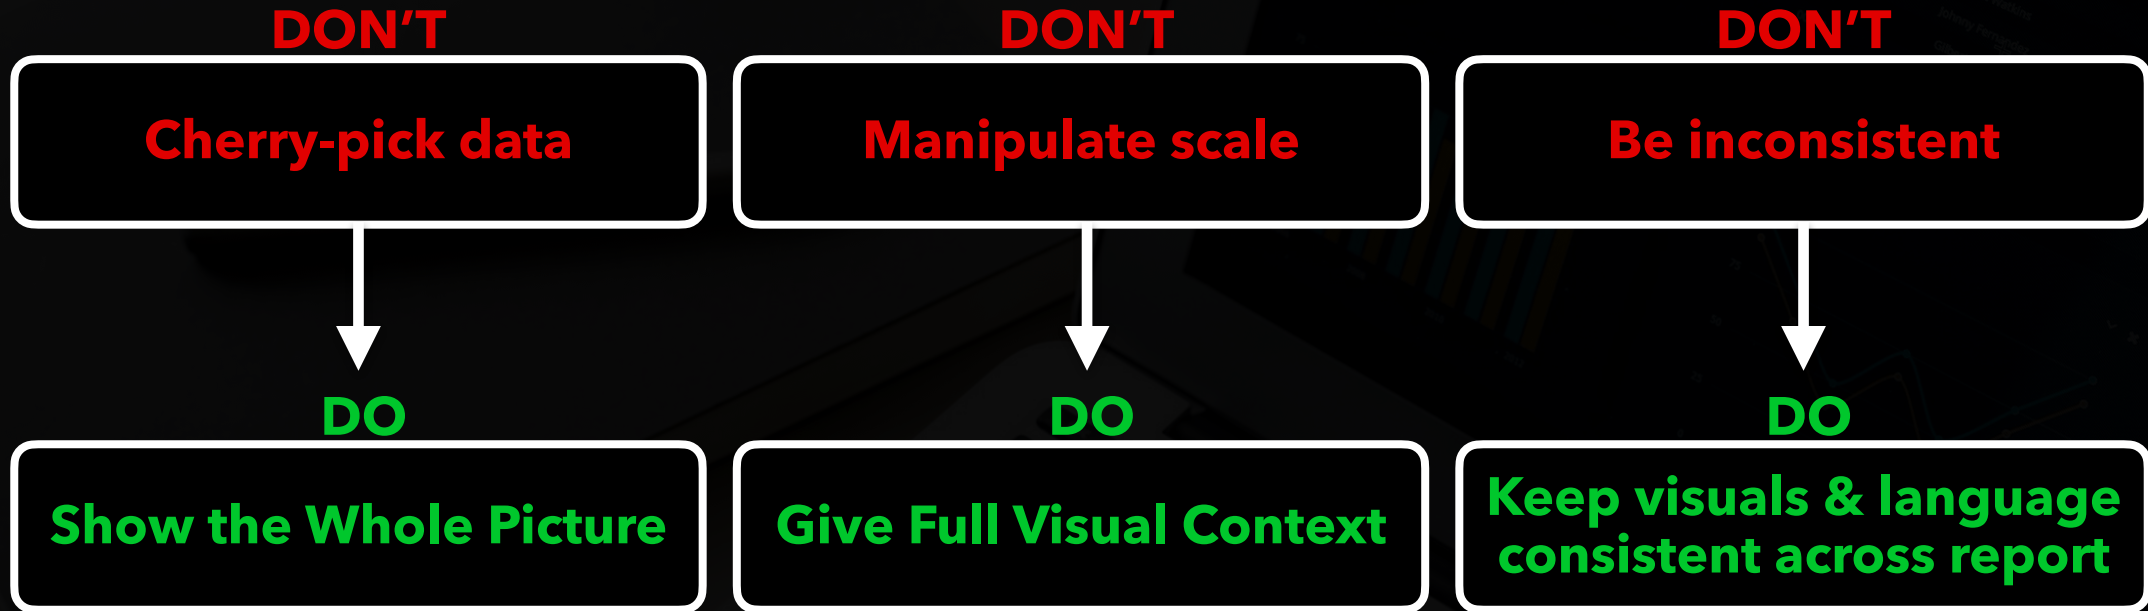 DON'T
DON'T
DON'T
Cherry-pick data
Manipulate scale
Be inconsistent
DO
DO
DO
Show the Whole Picture
Give Full Visual Context
Keep visuals & language
consistent across report